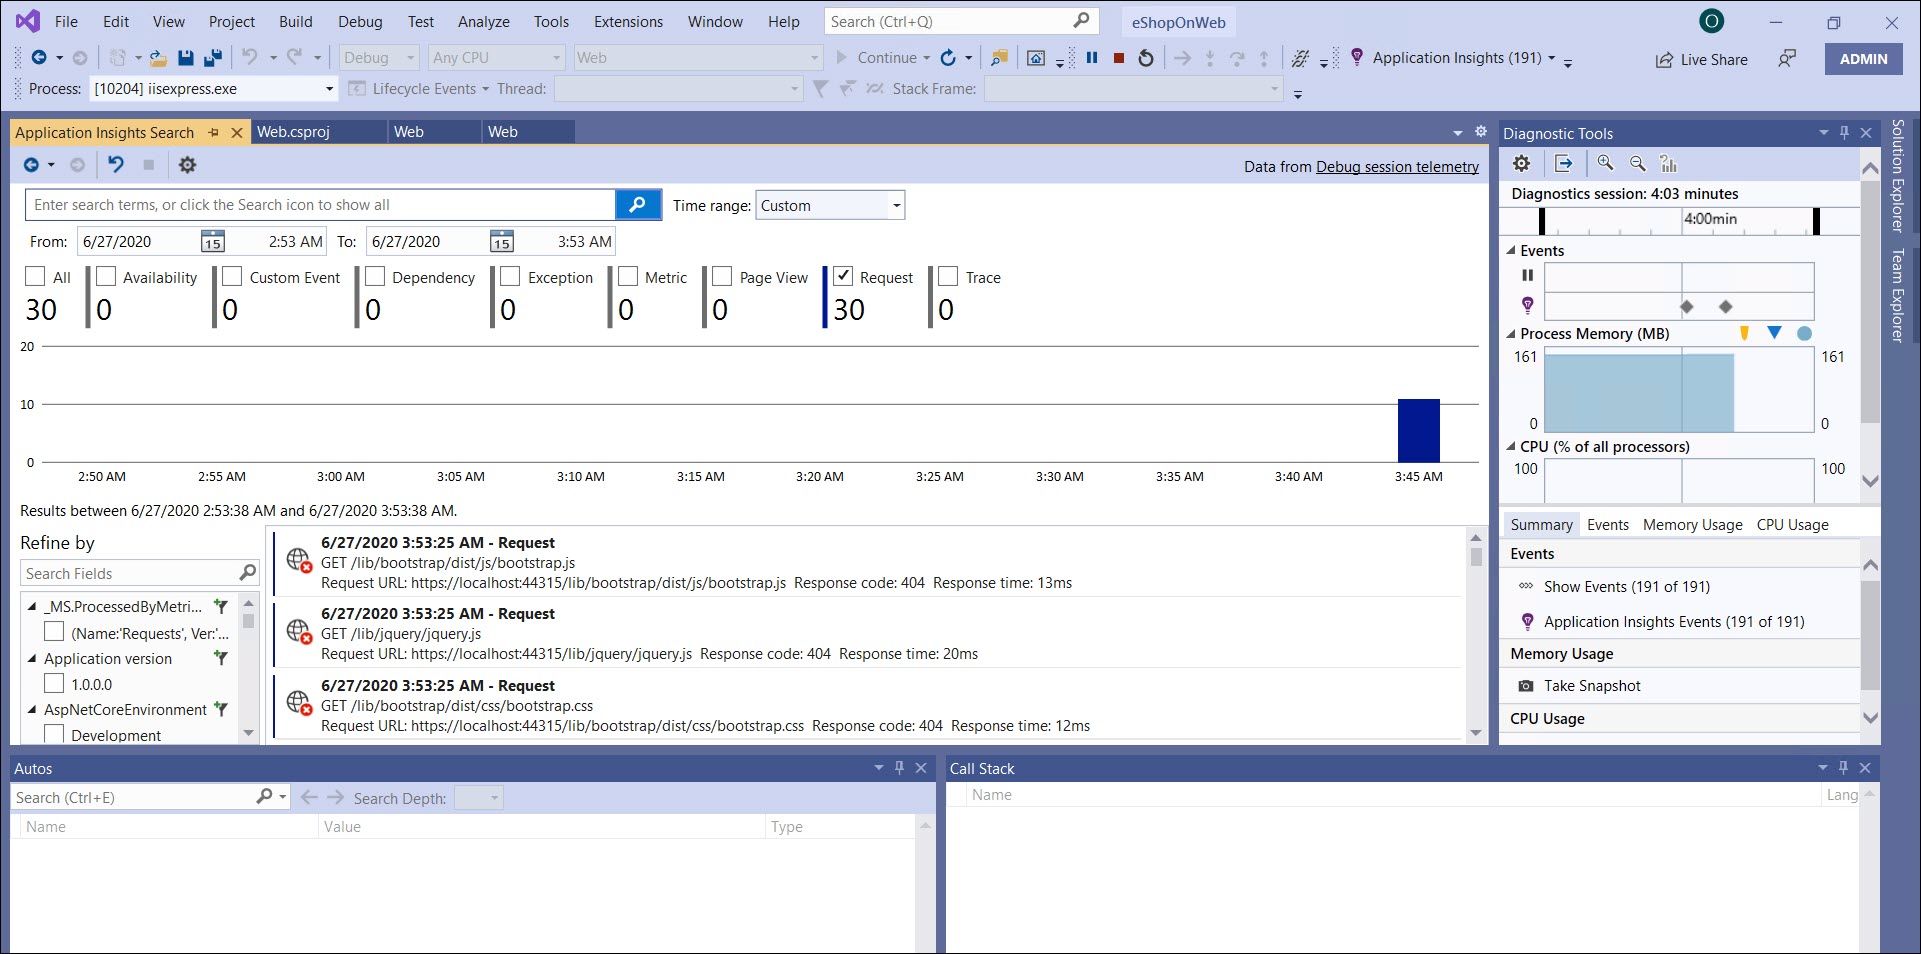 File Edit View Project Build Debug Test Analyze Tools Extensions Window Help Search (Ctrl+Q) eShopOnWeb O
Debug Any CPU Web Continue Application Insights (191) Live Share ADMIN
Process: [10204] iisexpress.exe Lifecycle Events Thread: Stack Frame:
Application Insights Search Web.csproj Web Web
Data from Debug session telemetry
Enter search terms, or click the Search icon to show all Time range: Custom
From: 6/27/2020 15 2:53 AM To: 6/27/2020 15 3:53 AM
All Availability Custom Event Dependency Exception Metric Page View Request Trace
30 0 0 0 0 0 0 30 0
20
10
0
2:50 AM 2:55 AM 3:00 AM 3:05 AM 3:10 AM 3:15 AM 3:20 AM 3:25 AM 3:30 AM 3:35 AM 3:40 AM 3:45 AM
Results between 6/27/2020 2:53:38 AM and 6/27/2020 3:53:38 AM.
Refine by
Search Fields
_MS.ProcessedByMetri...
(Name:'Requests', Ver:'...
Application version
1.0.0.0
AspNetCoreEnvironment
Development
6/27/2020 3:53:25 AM - Request
GET /lib/bootstrap/dist/js/bootstrap.js
Request URL: https://localhost:44315/lib/bootstrap/dist/js/bootstrap.js Response code: 404 Response time: 13ms
6/27/2020 3:53:25 AM - Request
GET /lib/jquery/jquery.js
Request URL: https://localhost:44315/lib/jquery/jquery.js Response code: 404 Response time: 20ms
6/27/2020 3:53:25 AM - Request
GET /lib/bootstrap/dist/css/bootstrap.css
Request URL: https://localhost:44315/lib/bootstrap/dist/css/bootstrap.css Response code: 404 Response time: 12ms
Diagnostic Tools
Diagnostics session: 4:03 minutes
4:00min
Events
Process Memory (MB)
161 161
0 0
CPU (% of all processors)
100 100
Summary Events Memory Usage CPU Usage
Events
Show Events (191 of 191)
Application Insights Events (191 of 191)
Memory Usage
Take Snapshot
CPU Usage
Solution Explorer
Team Explorer
Autos
Search (Ctrl+E) Search Depth:
Name Value Type
Call Stack
Name Lang